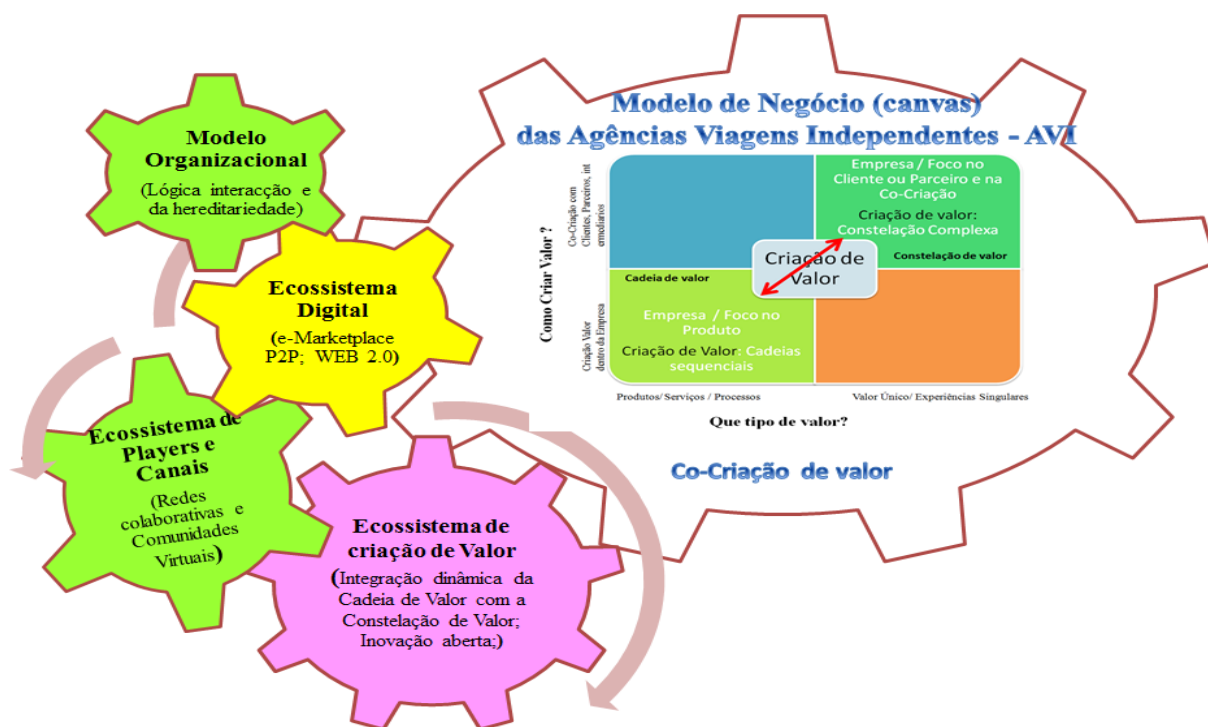 Modelo
Organizacional
(Lógica interacção e
da hereditariedade)
Ecossistema
Digital
(e-Marketplace
P2P; WEB 2.0)
Ecossistema de
Players e
Canais
(Redes
colaborativas e
Comunidades
Virtuais)
Ecossistema de
criação de Valor
(Integração dinâmica da
Cadeia de Valor com a
Constelação de Valor;
Inovação aberta;)
Modelo de Negócio (canvas)
das Agências Viagens Independentes - AVI
Como Criar Valor ?
Co-Criação com
Clientes, Parceiros, int
ermediarios
Criação Valor
dentro da Empresa
Empresa / Foco no
Cliente ou Parceiro e na
Co-Criação
Criação de valor:
Constelação Complexa
Constelação de valor
Criação de
Valor
Cadeia de valor
Empresa / Foco no
Produto
Criação de Valor: Cadeias
sequenciais
Produtos/ Serviços / Processos
Valor Único/ Experiências Singulares
Que tipo de valor?
Co-Criação de valor